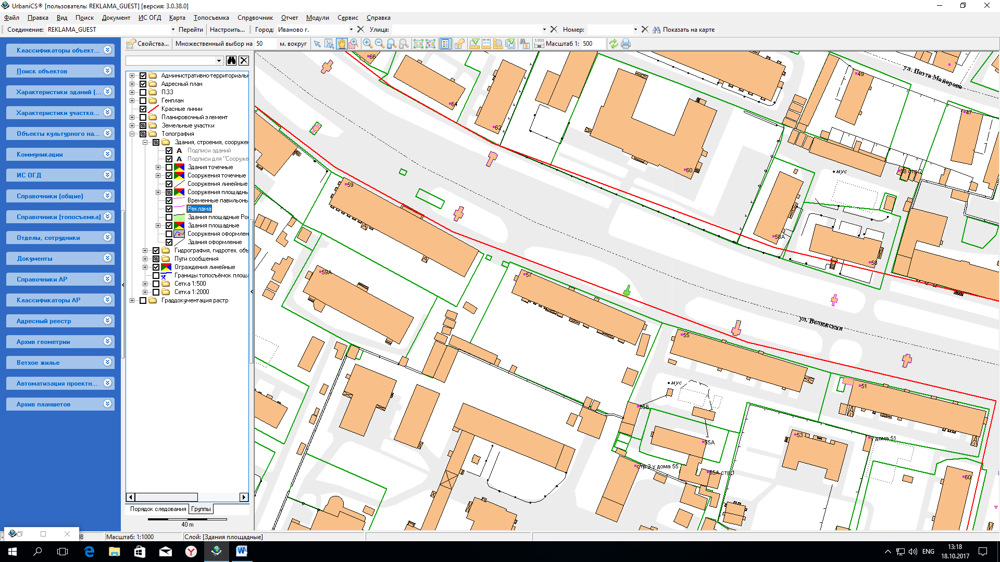 UrbaniCS® [пользователь: REKLAMA_GUEST] [версия: 3.0.38.0]
Файл Правка Вид Поиск Документ ИС ОГД Карта Топосъемка Справочник Отчет Модули Сервис Справка
Соединение: REKLAMA_GUEST Перейти Настроить... Город: Иваново г. Улица: Номер: Показать на карте
Свойства... Множественный выбор на 50 м. вокруг 1:100 Масштаб 1: 500
Классификаторы объект...
Поиск объектов
Характеристики зданий (...
Характеристики участко...
Объекты культурного на...
Коммуникации
ИС ОГД
Справочники (общие)
Справочники (топосъемка)
Отделы, сотрудники
Документы
Справочники АР
Классификаторы АР
Адресный реестр
Архив геометрии
Ветхое жилье
Автоматизация проектн...
Архив планшетов
Административно-территориальн
Адресный план
ПЗЗ
Генплан
Красные линии
Планировочный элемент
Земельные участки
Топография
Здания, строения, сооружен
A Подписи зданий
A Подписи для "Сооруже
Здания точечные
Сооружения точечные
Сооружения линейные
Сооружения площадны
Временные павильоны
Реклама
Здания площадные Ро
Здания площадные
Сооружения оформлен
Здания оформление
Гидрография, гидротех. объ
Пути сообщения
Ограждения линейные
Границы топосъёмок площа
Сетка 1:500
Сетка 1:2000
Граддокументация растр
Порядок следования Группы
40 m
66
64
62
60
49
47
ул. Поэта Майорова
мус
58 стр 2
59
58А
58
59А
57
ул. Велижская
55
51
мус
55Б
53
у дома 51
55А
стр 3 у дома 55
55А стр 1
60
08 Масштаб: 1:1000 Слой: [Здания площадные]
ENG
13:18
18.10.2017